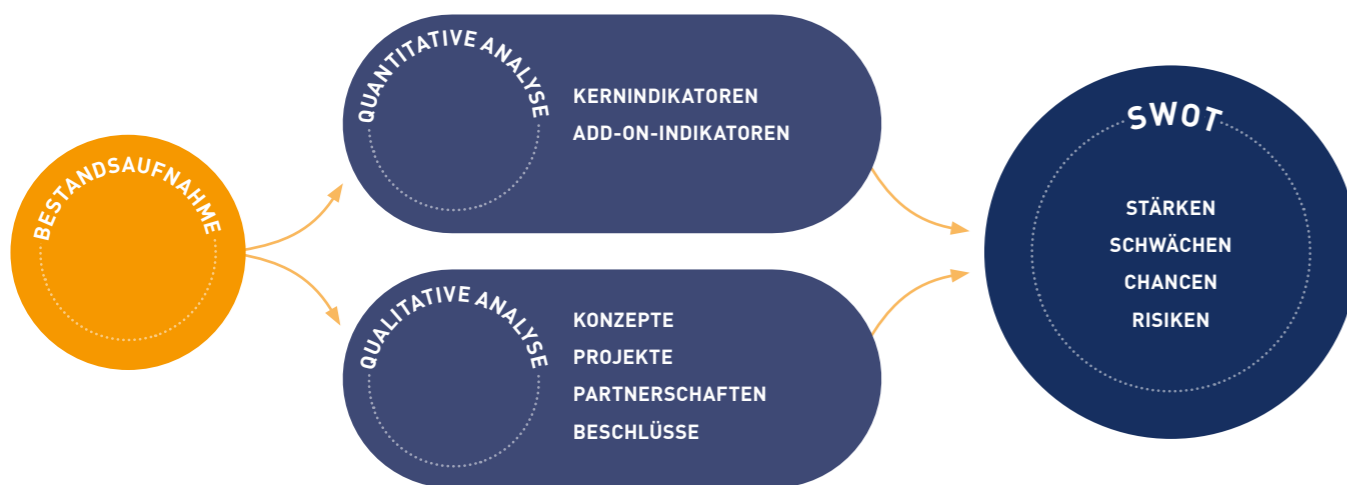 BESTANDSAUFNAHME
QUANTITATIVE ANALYSE
KERNINDIKATOREN
ADD-ON-INDIKATOREN
QUALITATIVE ANALYSE
KONZEPTE
PROJEKTE
PARTNERSCHAFTEN
BESCHLÜSSE
SWOT
STÄRKEN
SCHWÄCHEN
CHANCEN
RISIKEN